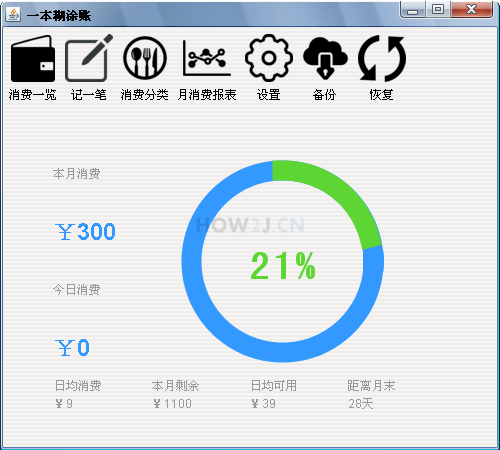 一本糊涂账
消费一览 记一笔 消费分类 月消费报表 设置 备份 恢复
本月消费
￥300
HOW2J.CN
21%
今日消费
￥0
日均消费 本月剩余 日均可用 距离月末
￥9 ￥1100 ￥39 28天